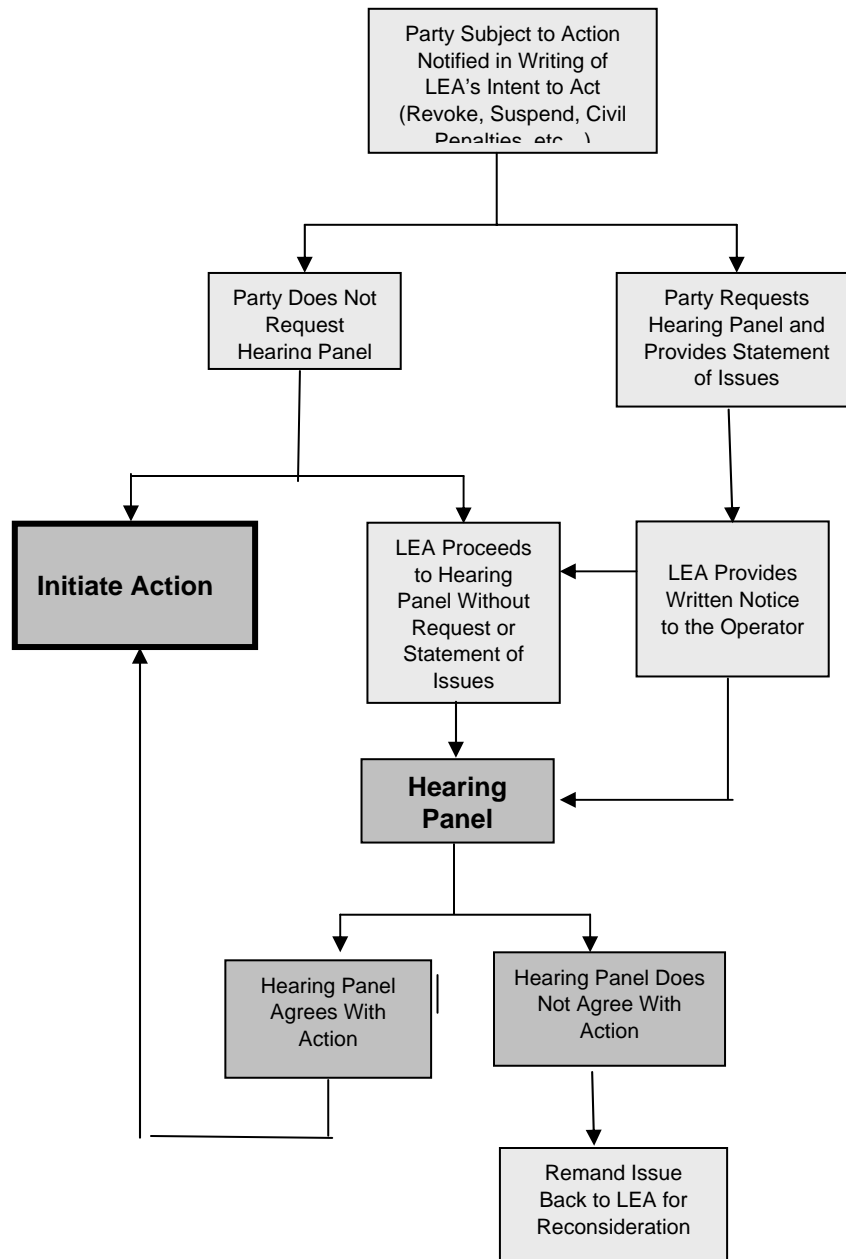 Party Subject to Action
Notified in Writing of
LEA's Intent to Act
(Revoke, Suspend, Civil
Penalties, etc...)
Party Does Not
Request
Hearing Panel
Party Requests
Hearing Panel and
Provides Statement
of Issues
Initiate Action
LEA Proceeds
to Hearing
Panel Without
Request or
Statement of
Issues
LEA Provides
Written Notice
to the Operator
Hearing
Panel
Hearing Panel
Agrees With
Action
Hearing Panel Does
Not Agree With
Action
Remand Issue
Back to LEA for
Reconsideration